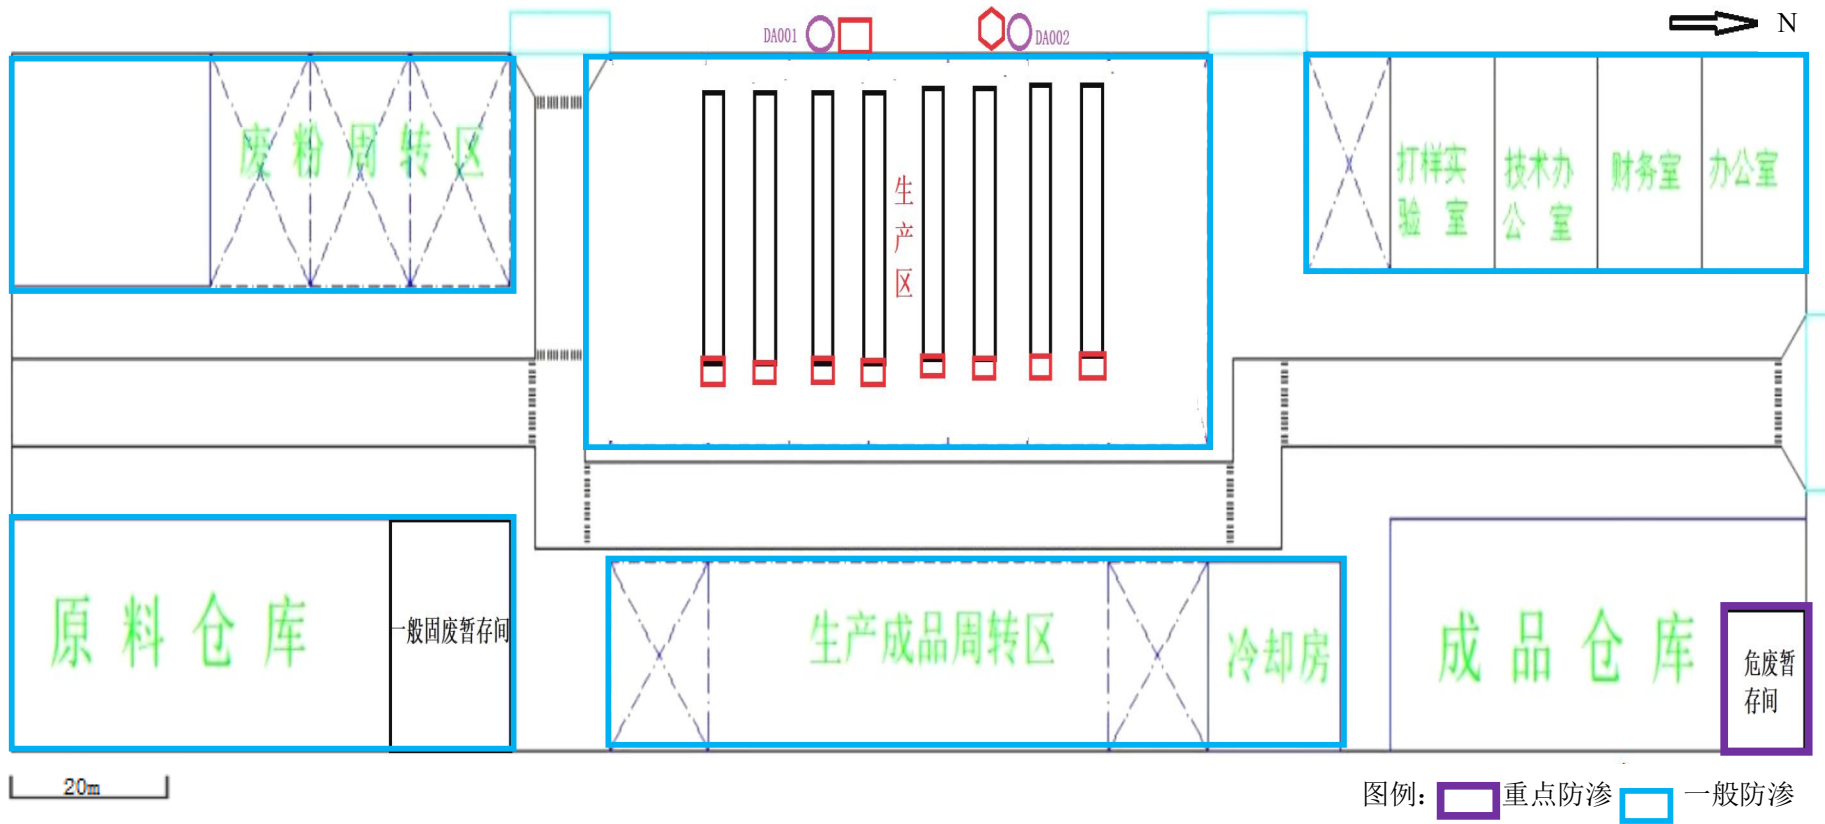 DA001
DA002
N
废粉周转区
生产区
打样实
验室
技术办
公室
财务室
办公室
原料仓库
一般固废暂存间
生产成品周转区
冷却房
成品仓库
危废暂
存间
20m
图例：
重点防渗
一般防渗